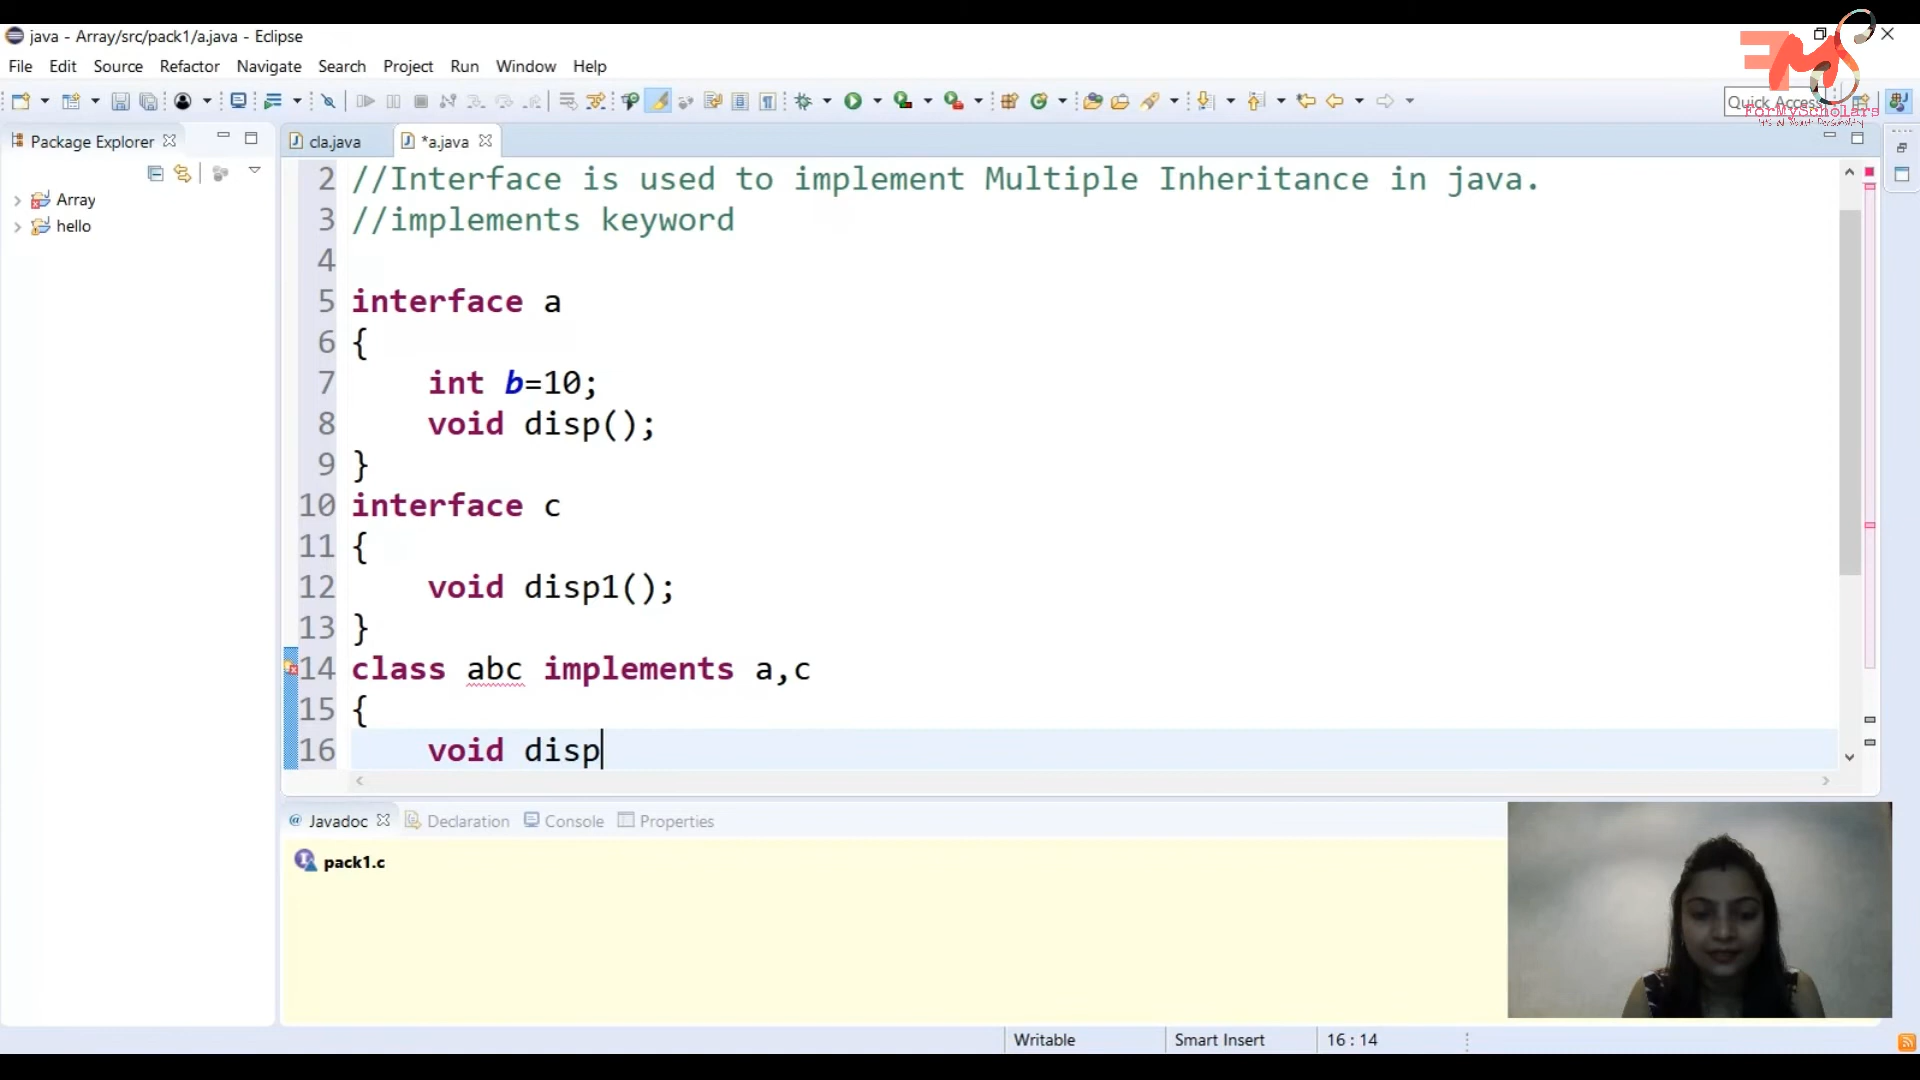 java - Array/src/pack1/a.java - Eclipse
File Edit Source Refactor Navigate Search Project Run Window Help
Quick Access
ForMyScholars
Package Explorer
cla.java
*a.java
Array
hello
2 //Interface is used to implement Multiple Inheritance in java.
3 //implements keyword
4
5 interface a
6 {
7 int b=10;
8 void disp();
9 }
10 interface c
11 {
12 void disp1();
13 }
14 class abc implements a,c
15 {
16 void disp
@ Javadoc Declaration Console Properties
pack1.c
Writable Smart Insert 16 : 14